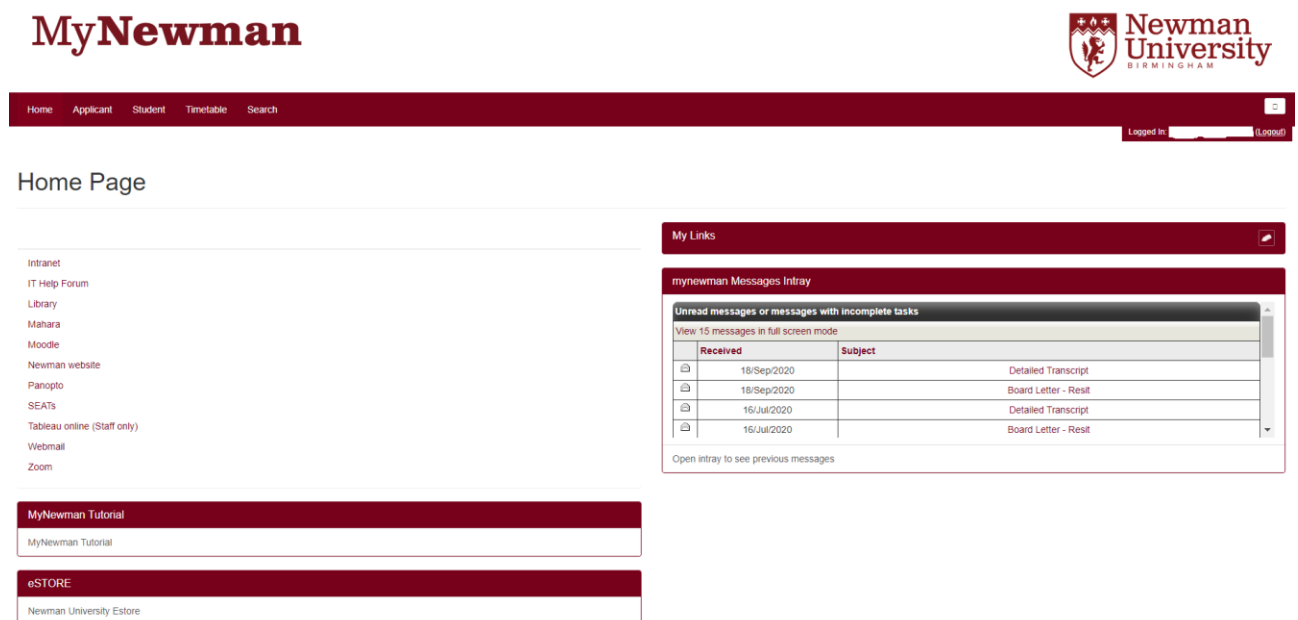 MyNewman
Newman
University
BIRMINGHAM
Home Applicant Student Timetable Search
Logged In: (Logout)
Home Page
Intranet
IT Help Forum
Library
Mahara
Moodle
Newman website
Panopto
SEATs
Tableau online (Staff only)
Webmail
Zoom
MyNewman Tutorial
MyNewman Tutorial
eSTORE
Newman University Estore
My Links
mynewman Messages Intray
Unread messages or messages with incomplete tasks
View 15 messages in full screen mode
Received Subject
18/Sep/2020 Detailed Transcript
18/Sep/2020 Board Letter - Resit
16/Jul/2020 Detailed Transcript
16/Jul/2020 Board Letter - Resit
Open intray to see previous messages